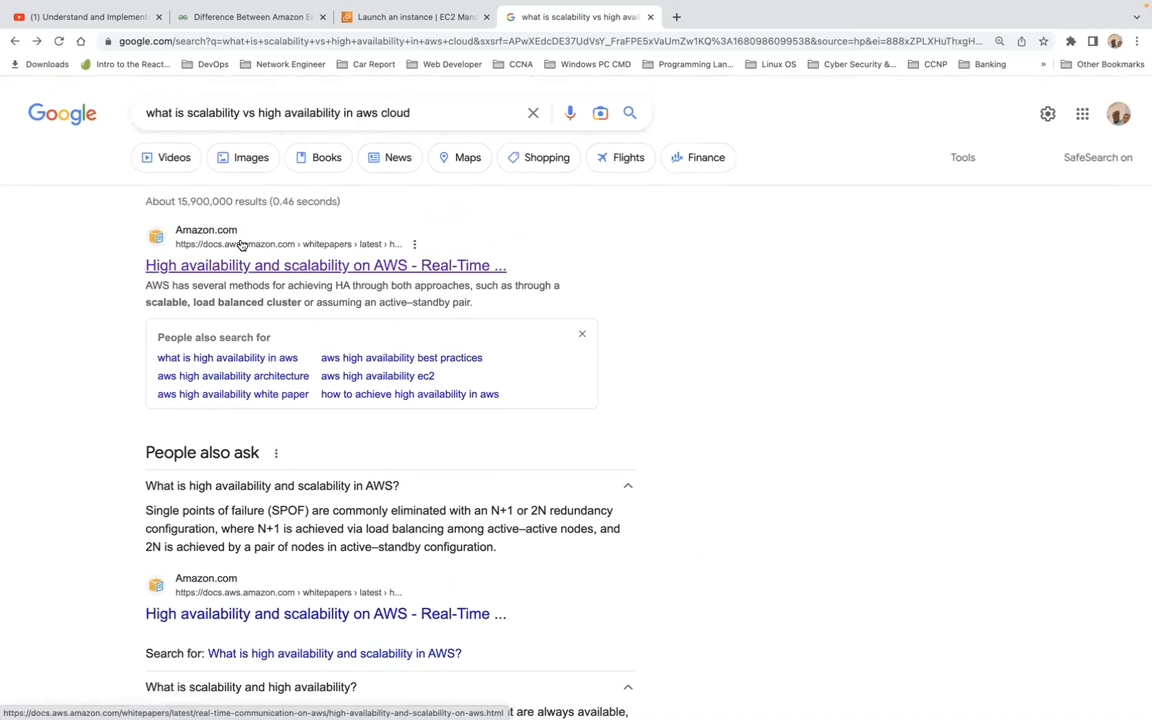 (1) Understand and Implement
Difference Between Amazon E
Launch an instance | EC2 Man
what is scalability vs high avai
google.com/search?q=what+is+scalability+vs+high+availability+in+aws+cloud&sxsrf=APwXEdcDE37UdVsY_FraFPE5xVaUmZw1KQ%3A1680986099538&source=hp&ei=888xZPLXHuThxgH...
Downloads
Intro to the React...
DevOps
Network Engineer
Car Report
Web Developer
CCNA
Windows PC CMD
Programming Lan...
Linux OS
Cyber Security &...
CCNP
Banking
»
Other Bookmarks
Google
what is scalability vs high availability in aws cloud
Videos
Images
Books
News
Maps
Shopping
Flights
Finance
Tools
SafeSearch on
About 15,900,000 results (0.46 seconds)
Amazon.com
https://docs.aws.amazon.com › whitepapers › latest › h...
High availability and scalability on AWS - Real-Time ...
AWS has several methods for achieving HA through both approaches, such as through a
scalable, load balanced cluster or assuming an active–standby pair.
People also search for
what is high availability in aws
aws high availability best practices
aws high availability architecture
aws high availability ec2
aws high availability white paper
how to achieve high availability in aws
People also ask
What is high availability and scalability in AWS?
Single points of failure (SPOF) are commonly eliminated with an N+1 or 2N redundancy
configuration, where N+1 is achieved via load balancing among active–active nodes, and
2N is achieved by a pair of nodes in active–standby configuration.
Amazon.com
https://docs.aws.amazon.com › whitepapers › latest › h...
High availability and scalability on AWS - Real-Time ...
Search for: What is high availability and scalability in AWS?
What is scalability and high availability?
https://docs.aws.amazon.com/whitepapers/latest/real-time-communication-on-aws/high-availability-and-scalability-on-aws.html
t are always available,